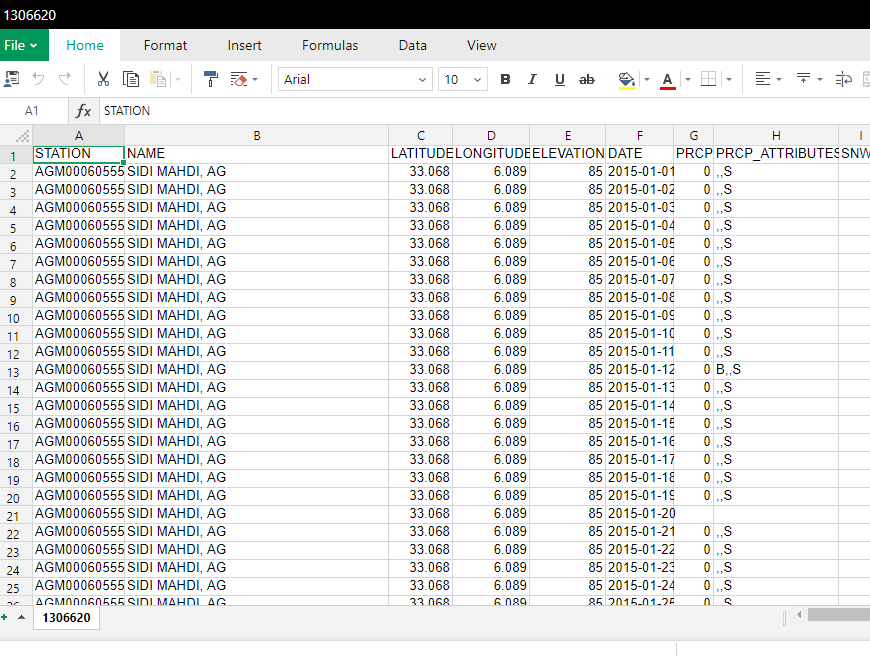 1306620
File Home Format Insert Formulas Data View
Arial 10 B I U ab A
A1 fx STATION
A B C D E F G H I
1 STATION NAME LATITUDE LONGITUDE ELEVATION DATE PRCP PRCP_ATTRIBUTES SNW
2 AGM00060555 SIDI MAHDI, AG 33.068 6.089 85 2015-01-01 0 ,,S
3 AGM00060555 SIDI MAHDI, AG 33.068 6.089 85 2015-01-02 0 ,,S
4 AGM00060555 SIDI MAHDI, AG 33.068 6.089 85 2015-01-03 0 ,,S
5 AGM00060555 SIDI MAHDI, AG 33.068 6.089 85 2015-01-04 0 ,,S
6 AGM00060555 SIDI MAHDI, AG 33.068 6.089 85 2015-01-05 0 ,,S
7 AGM00060555 SIDI MAHDI, AG 33.068 6.089 85 2015-01-06 0 ,,S
8 AGM00060555 SIDI MAHDI, AG 33.068 6.089 85 2015-01-07 0 ,,S
9 AGM00060555 SIDI MAHDI, AG 33.068 6.089 85 2015-01-08 0 ,,S
10 AGM00060555 SIDI MAHDI, AG 33.068 6.089 85 2015-01-09 0 ,,S
11 AGM00060555 SIDI MAHDI, AG 33.068 6.089 85 2015-01-10 0 ,,S
12 AGM00060555 SIDI MAHDI, AG 33.068 6.089 85 2015-01-11 0 ,,S
13 AGM00060555 SIDI MAHDI, AG 33.068 6.089 85 2015-01-12 0 B,,S
14 AGM00060555 SIDI MAHDI, AG 33.068 6.089 85 2015-01-13 0 ,,S
15 AGM00060555 SIDI MAHDI, AG 33.068 6.089 85 2015-01-14 0 ,,S
16 AGM00060555 SIDI MAHDI, AG 33.068 6.089 85 2015-01-15 0 ,,S
17 AGM00060555 SIDI MAHDI, AG 33.068 6.089 85 2015-01-16 0 ,,S
18 AGM00060555 SIDI MAHDI, AG 33.068 6.089 85 2015-01-17 0 ,,S
19 AGM00060555 SIDI MAHDI, AG 33.068 6.089 85 2015-01-18 0 ,,S
20 AGM00060555 SIDI MAHDI, AG 33.068 6.089 85 2015-01-19 0 ,,S
21 AGM00060555 SIDI MAHDI, AG 33.068 6.089 85 2015-01-20
22 AGM00060555 SIDI MAHDI, AG 33.068 6.089 85 2015-01-21 0 ,,S
23 AGM00060555 SIDI MAHDI, AG 33.068 6.089 85 2015-01-22 0 ,,S
24 AGM00060555 SIDI MAHDI, AG 33.068 6.089 85 2015-01-23 0 ,,S
25 AGM00060555 SIDI MAHDI, AG 33.068 6.089 85 2015-01-24 0 ,,S
26 AGM00060555 SIDI MAHDI, AG 33.068 6.089 85 2015-01-25 0 ,,S
1306620